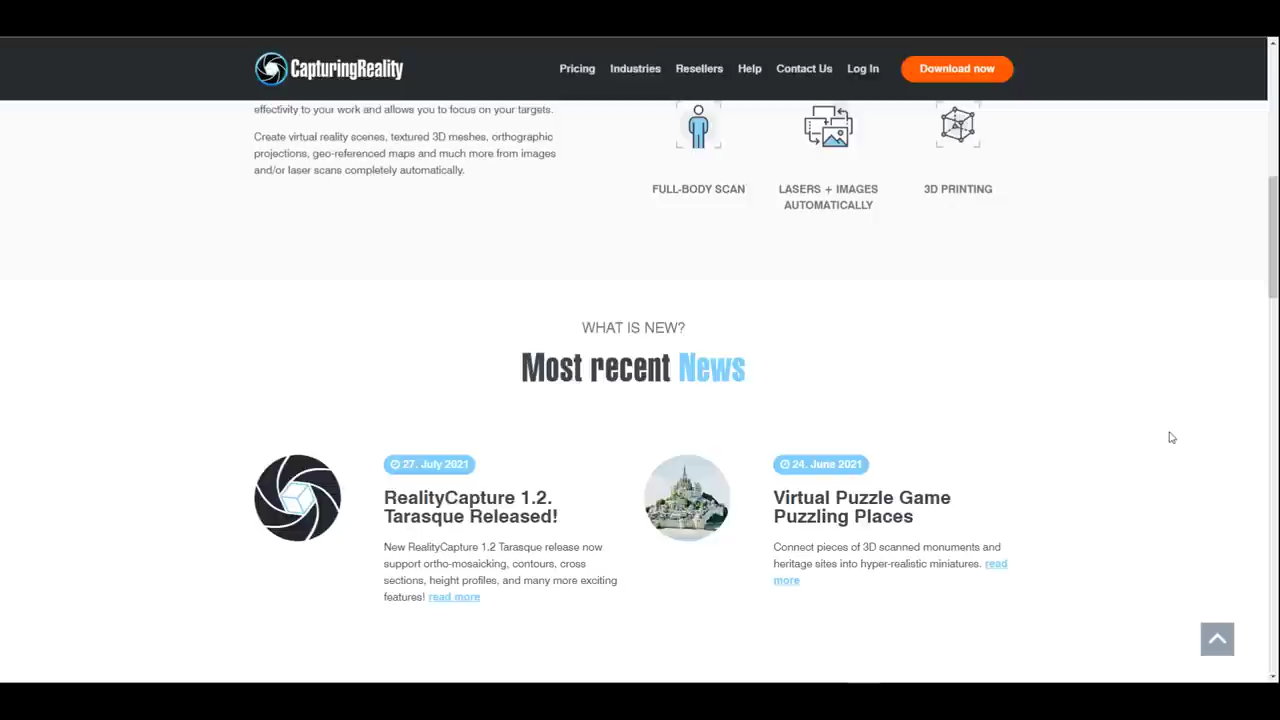 CapturingReality
Pricing Industries Resellers Help Contact Us Log In Download now
effectivity to your work and allows you to focus on your targets.
Create virtual reality scenes, textured 3D meshes, orthographic
projections, geo-referenced maps and much more from images
and/or laser scans completely automatically.
FULL-BODY SCAN
LASERS + IMAGES
AUTOMATICALLY
3D PRINTING
WHAT IS NEW?
Most recent News
27. July 2021
RealityCapture 1.2.
Tarasque Released!
New RealityCapture 1.2 Tarasque release now
support ortho-mosaicking, contours, cross
sections, height profiles, and many more exciting
features! read more
24. June 2021
Virtual Puzzle Game
Puzzling Places
Connect pieces of 3D scanned monuments and
heritage sites into hyper-realistic miniatures. read
more